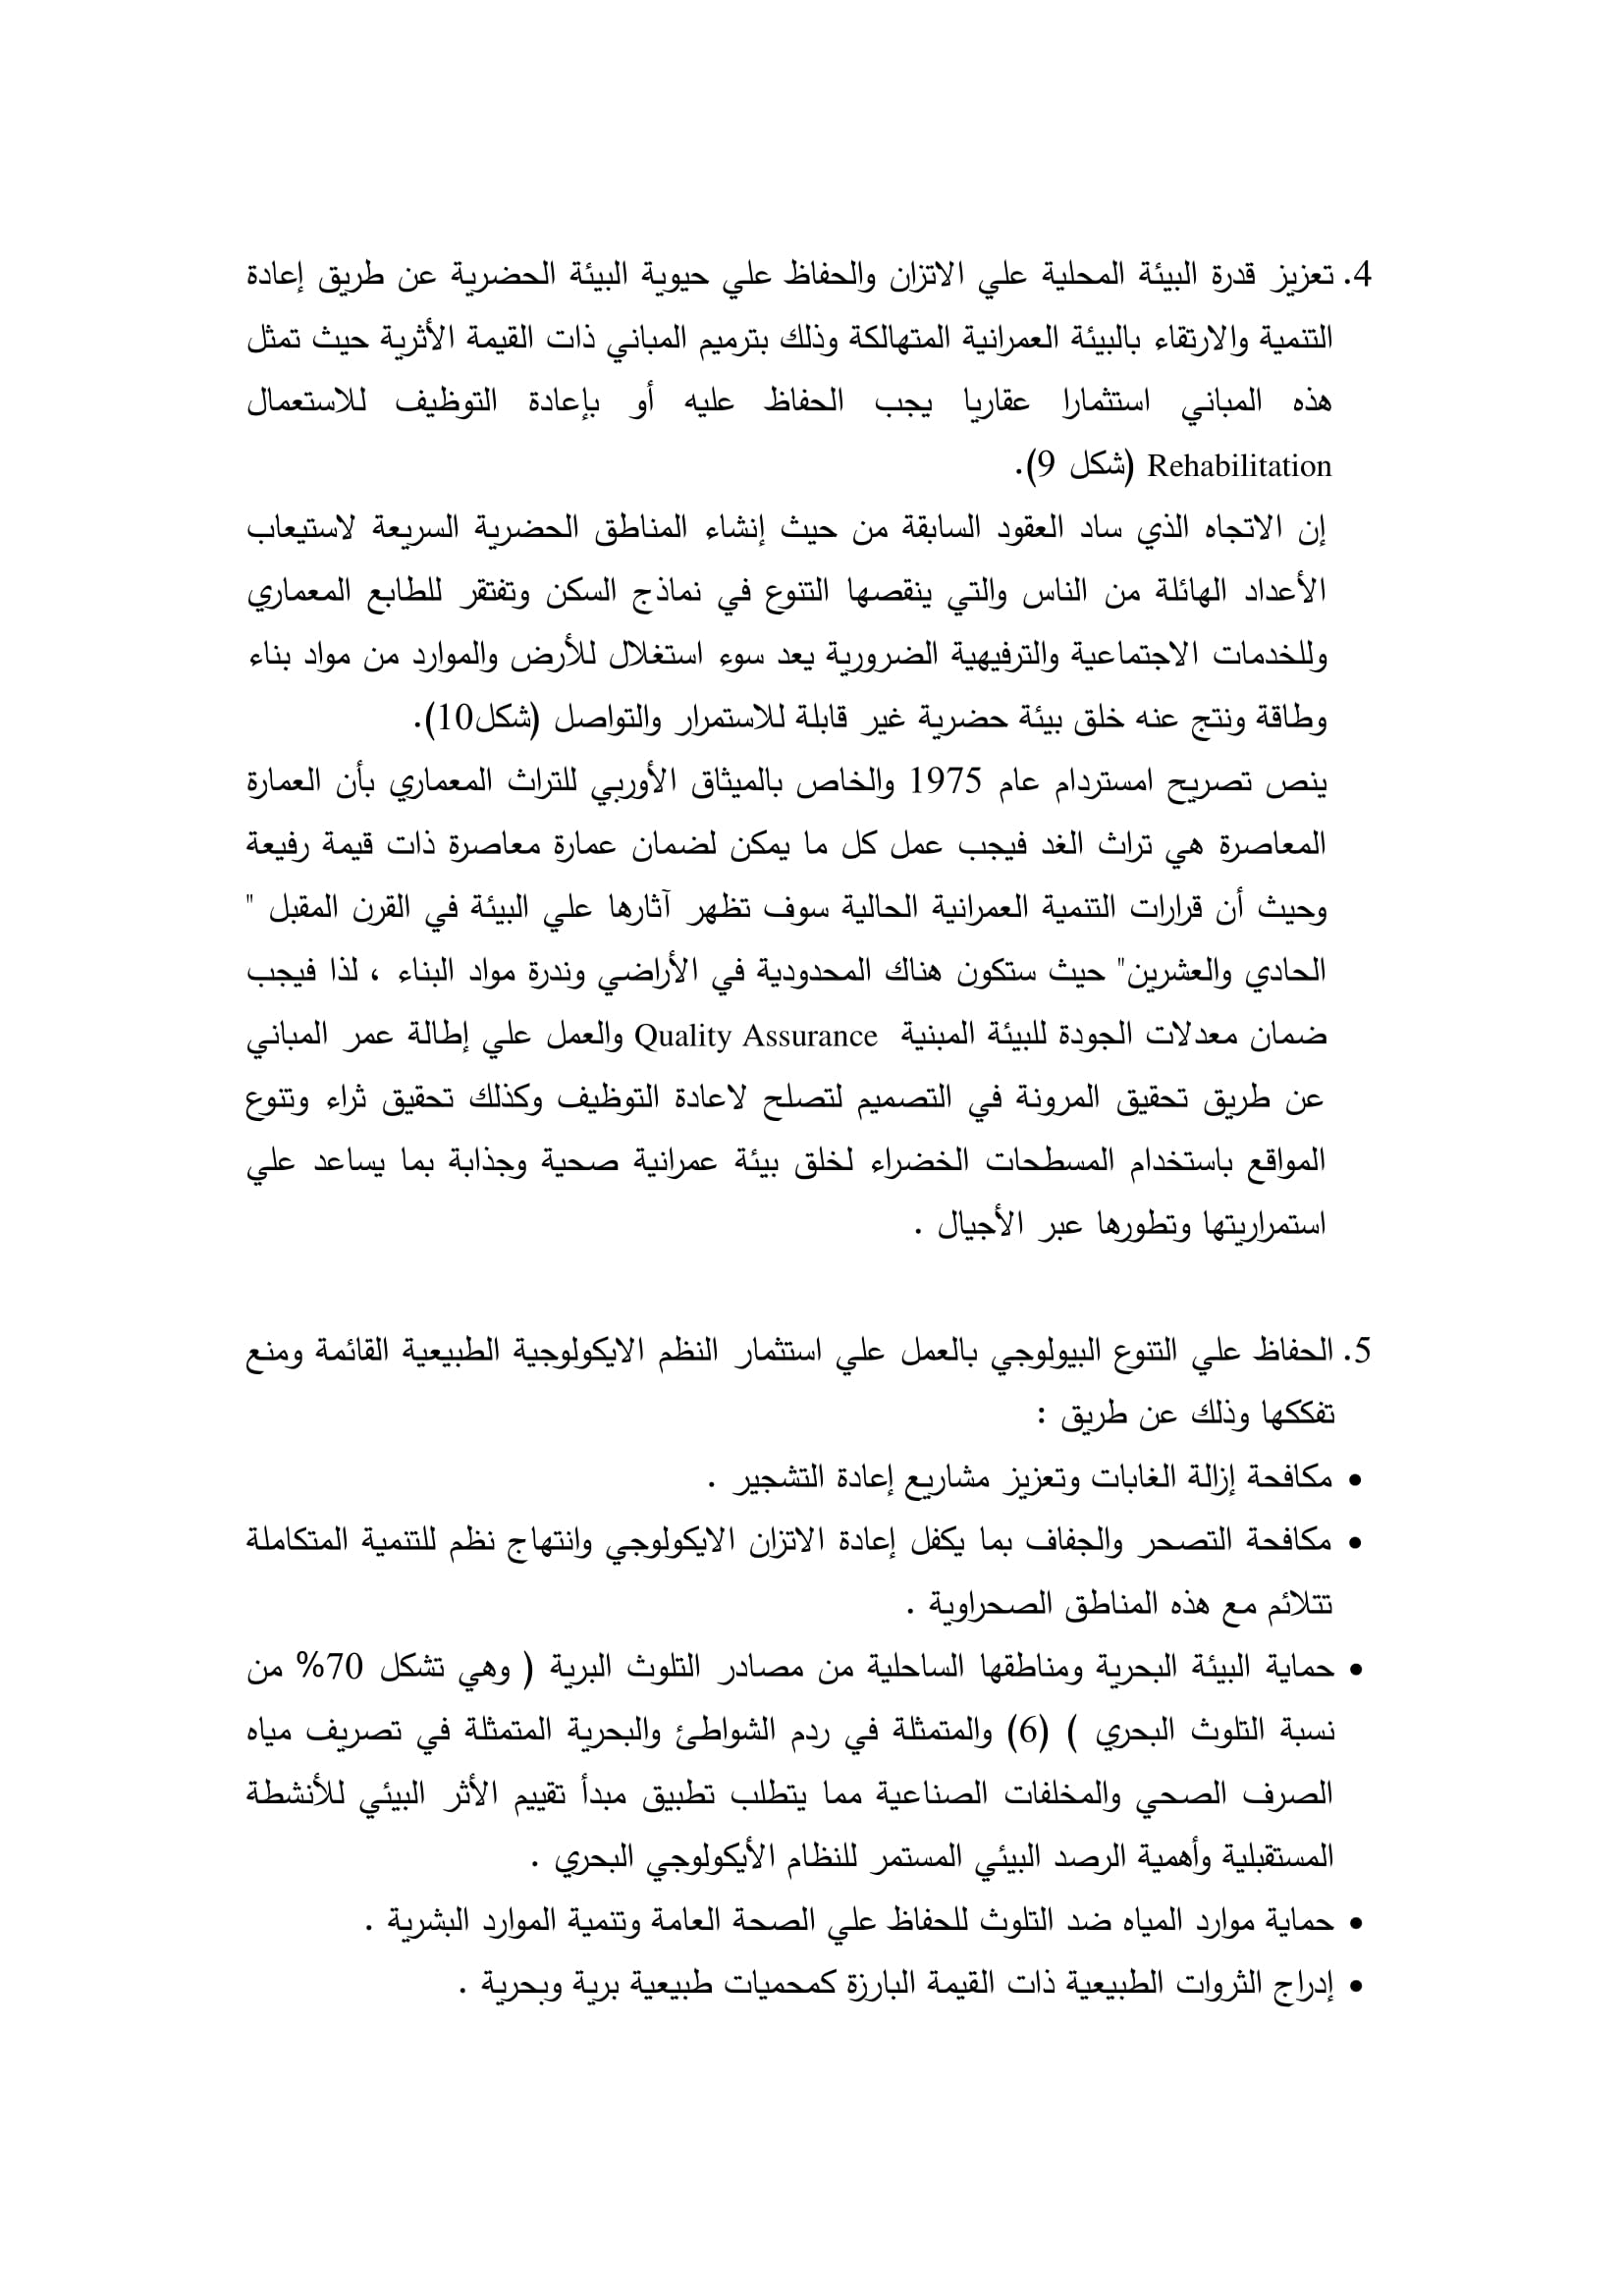 4. تعزيز قدرة البيئة المحلية علي الاتزان والحفاظ علي حيوية البيئة الحضرية عن طريق إعادة
التنمية والارتقاء بالبيئة العمرانية المتهالكة وذلك بترميم المباني ذات القيمة الأثرية حيث تمثل
هذه المباني استثمارا عقاريا يجب الحفاظ عليه أو بإعادة التوظيف للاستعمال
Rehabilitation (شكل 9).
إن الاتجاه الذي ساد العقود السابقة من حيث إنشاء المناطق الحضرية السريعة لاستيعاب
الأعداد الهائلة من الناس والتي ينقصها التنوع في نماذج السكن وتفتقر للطابع المعماري
وللخدمات الاجتماعية والترفيهية الضرورية يعد سوء استغلال للأرض والموارد من مواد بناء
وطاقة ونتج عنه خلق بيئة حضرية غير قابلة للاستمرار والتواصل (شكل10).
ينص تصريح امستردام عام 1975 والخاص بالميثاق الأوربي للتراث المعماري بأن العمارة
المعاصرة هي تراث الغد فيجب عمل كل ما يمكن لضمان عمارة معاصرة ذات قيمة رفيعة
وحيث أن قرارات التنمية العمرانية الحالية سوف تظهر آثارها علي البيئة في القرن المقبل "
الحادي والعشرين" حيث ستكون هناك المحدودية في الأراضي وندرة مواد البناء ، لذا فيجب
ضمان معدلات الجودة للبيئة المبنية Quality Assurance والعمل علي إطالة عمر المباني
عن طريق تحقيق المرونة في التصميم لتصلح لاعادة التوظيف وكذلك تحقيق ثراء وتنوع
المواقع باستخدام المسطحات الخضراء لخلق بيئة عمرانية صحية وجذابة بما يساعد علي
استمراريتها وتطورها عبر الأجيال .
5. الحفاظ علي التنوع البيولوجي بالعمل علي استثمار النظم الايكولوجية الطبيعية القائمة ومنع
تفككها وذلك عن طريق :
• مكافحة إزالة الغابات وتعزيز مشاريع إعادة التشجير .
• مكافحة التصحر والجفاف بما يكفل إعادة الاتزان الايكولوجي وانتهاج نظم للتنمية المتكاملة
تتلائم مع هذه المناطق الصحراوية .
• حماية البيئة البحرية ومناطقها الساحلية من مصادر التلوث البرية ( وهي تشكل 70% من
نسبة التلوث البحري ) (6) والمتمثلة في ردم الشواطئ والبحرية المتمثلة في تصريف مياه
الصرف الصحي والمخلفات الصناعية مما يتطلب تطبيق مبدأ تقييم الأثر البيئي للأنشطة
المستقبلية وأهمية الرصد البيئي المستمر للنظام الأيكولوجي البحري .
• حماية موارد المياه ضد التلوث للحفاظ علي الصحة العامة وتنمية الموارد البشرية .
• إدراج الثروات الطبيعية ذات القيمة البارزة كمحميات طبيعية برية وبحرية .